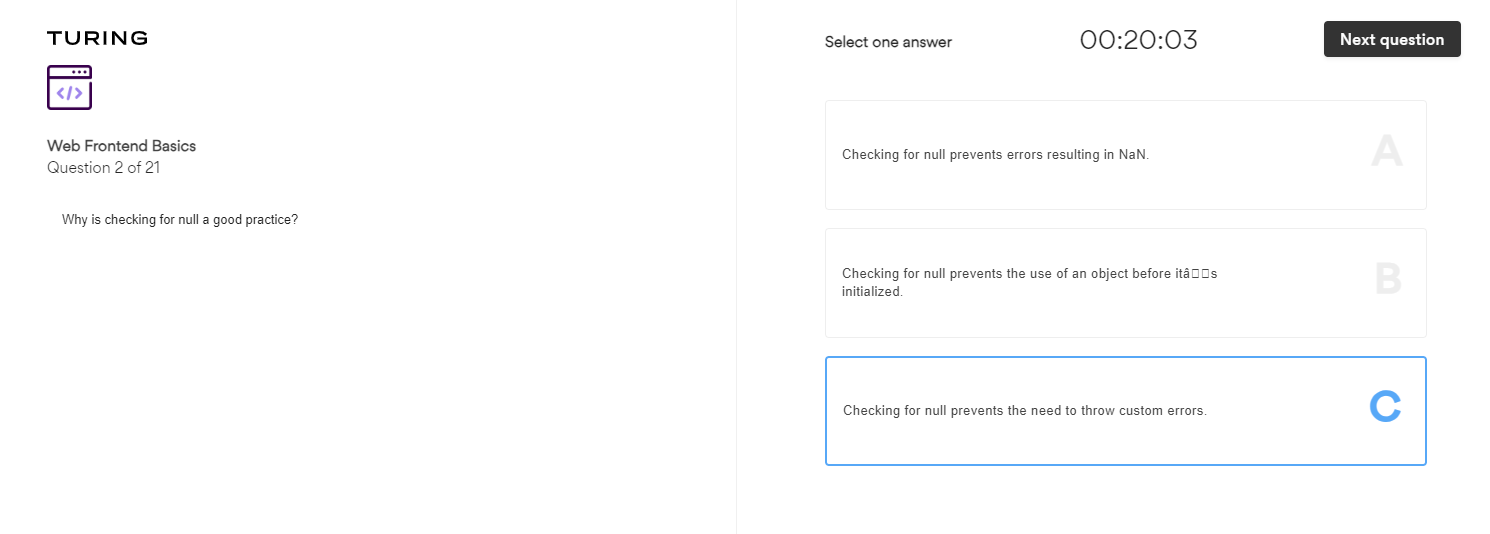 TURING
</>
Web Frontend Basics
Question 2 of 21
Why is checking for null a good practice?
Select one answer
00:20:03
Next question
Checking for null prevents errors resulting in NaN.
A
Checking for null prevents the use of an object before itâ□□s
initialized.
B
Checking for null prevents the need to throw custom errors.
C